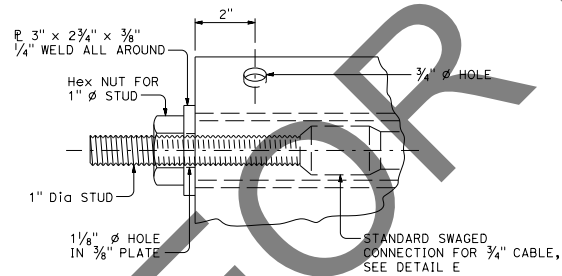 2"
℄ 3" x 2¾" x ⅜"
¼" WELD ALL AROUND
Hex NUT FOR
1" Ø STUD
¾" Ø HOLE
1" Dia STUD
1⅛" Ø HOLE
IN ⅜" PLATE
STANDARD SWAGED
CONNECTION FOR ¾" CABLE,
SEE DETAIL E